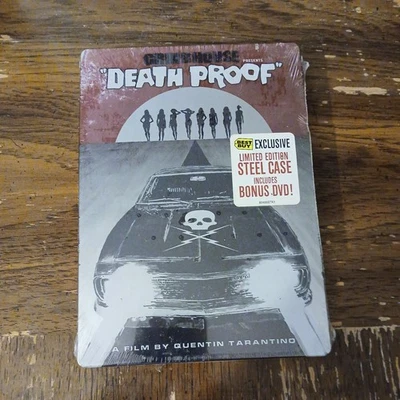 GRINDHOUSE
PRESENTS
"DEATH PROOF"
BEST BUY EXCLUSIVE
LIMITED EDITION
STEEL CASE
INCLUDES
BONUS DVD!
A FILM BY QUENTIN TARANTINO